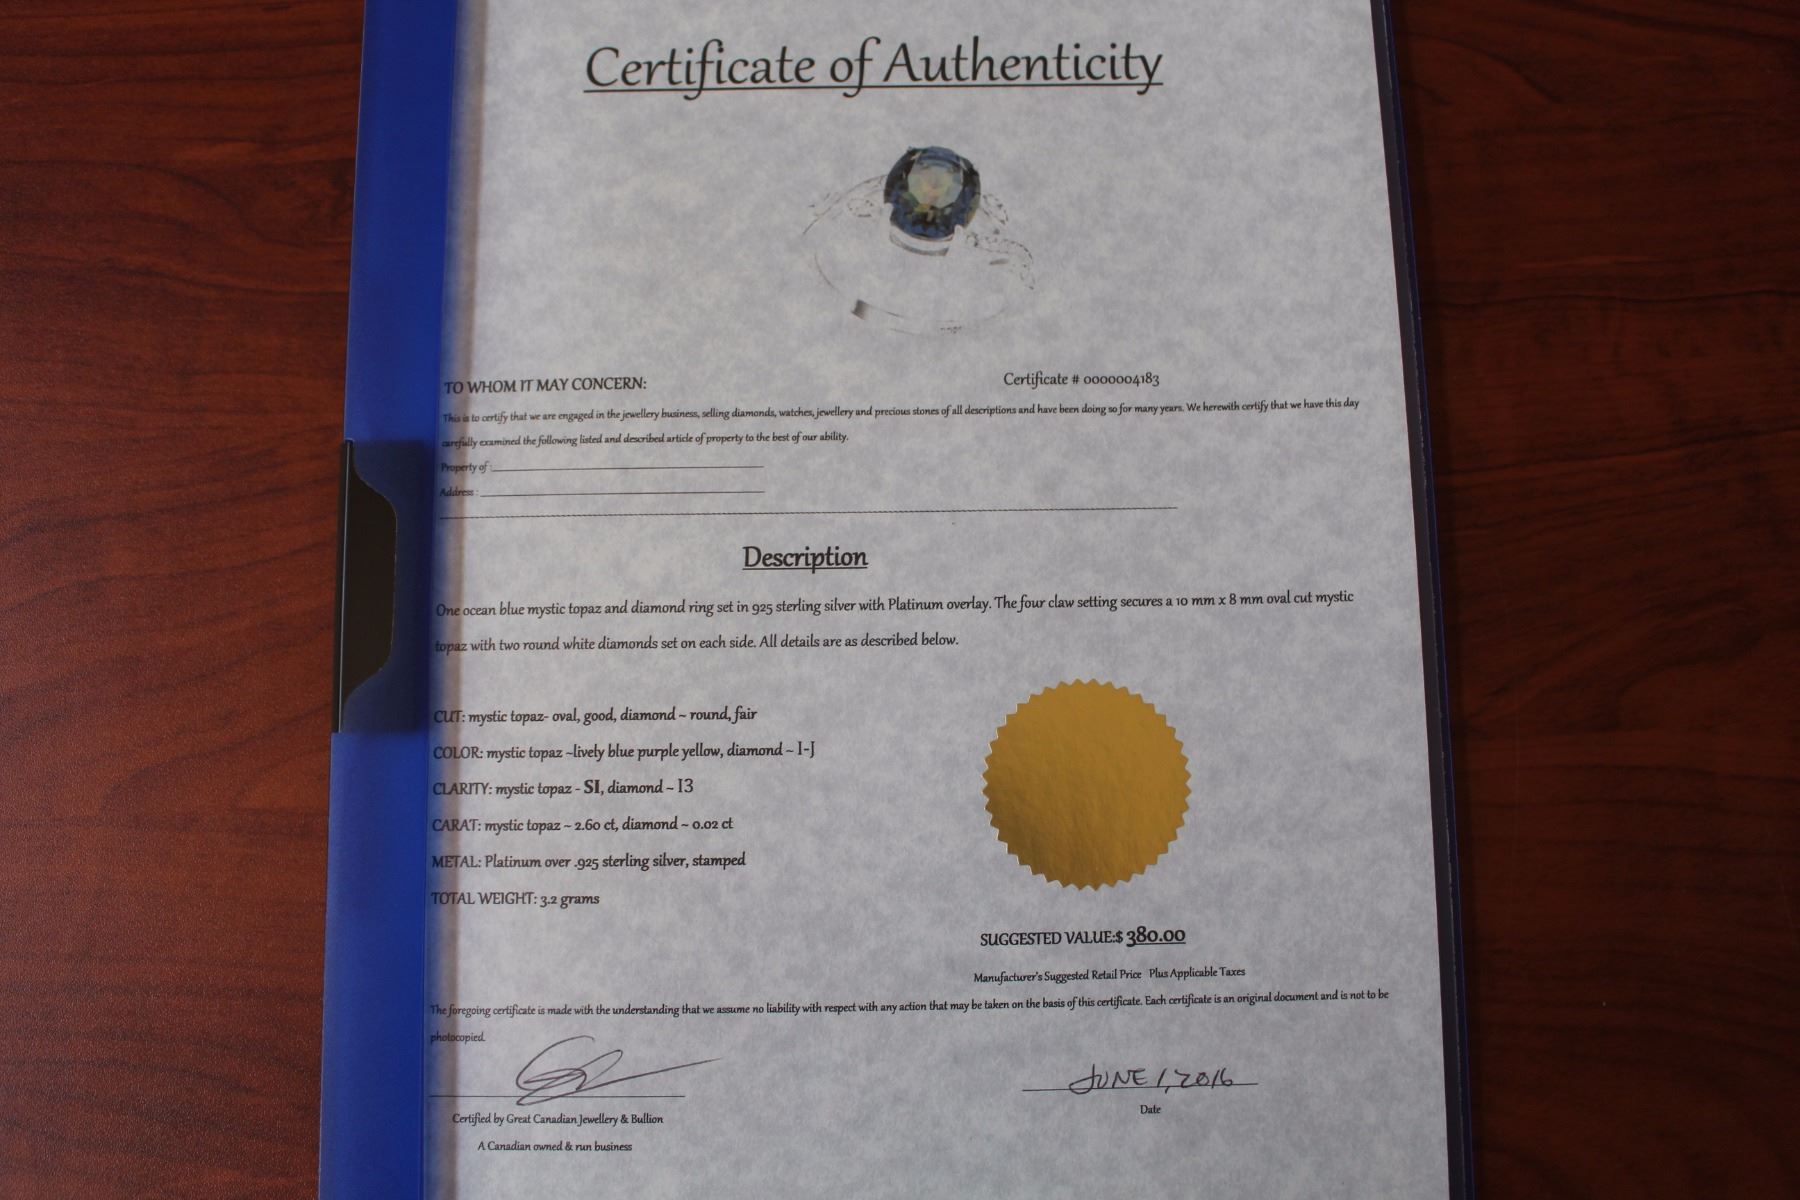 Certificate of Authenticity
TO WHOM IT MAY CONCERN:
Certificate # 0000004183
This is to certify that we are engaged in the jewellery business, selling diamonds, watches, jewellery and precious stones of all descriptions and have been doing so for many years. We herewith certify that we have this day
carefully examined the following listed and described article of property to the best of our ability.
Property of :
Address :
Description
One ocean blue mystic topaz and diamond ring set in 925 sterling silver with Platinum overlay. The four claw setting secures a 10 mm x 8 mm oval cut mystic
topaz with two round white diamonds set on each side. All details are as described below.
CUT: mystic topaz- oval, good, diamond ~ round, fair
COLOR: mystic topaz ~lively blue purple yellow, diamond ~ I-J
CLARITY: mystic topaz - SI, diamond ~ I3
CARAT: mystic topaz ~ 2.60 ct, diamond ~ 0.02 ct
METAL: Platinum over .925 sterling silver, stamped
TOTAL WEIGHT: 3.2 grams
SUGGESTED VALUE:$ 380.00
Manufacturer's Suggested Retail Price Plus Applicable Taxes
The foregoing certificate is made with the understanding that we assume no liability with respect with any action that may be taken on the basis of this certificate. Each certificate is an original document and is not to be
photocopied.
JUNE 1, 2016
Certified by Great Canadian Jewellery & Bullion
Date
A Canadian owned & run business